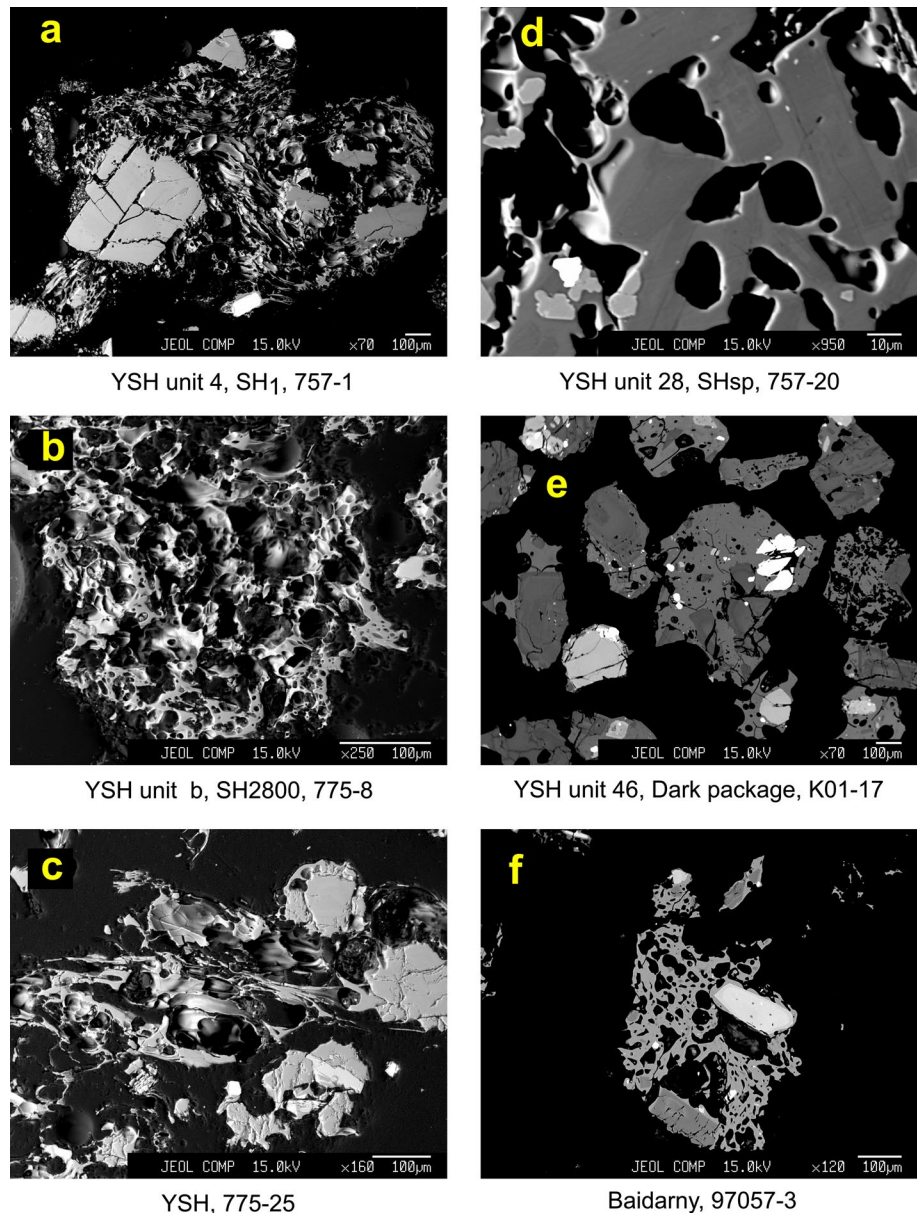 a
JEOL COMP 15.0kV ×70 100µm
YSH unit 4, SH1, 757-1
b
JEOL COMP 15.0kV ×250 100µm
YSH unit b, SH2800, 775-8
c
JEOL COMP 15.0kV ×160 100µm
YSH, 775-25
d
JEOL COMP 15.0kV ×950 10µm
YSH unit 28, SHsp, 757-20
e
JEOL COMP 15.0kV ×70 100µm
YSH unit 46, Dark package, K01-17
f
JEOL COMP 15.0kV ×120 100µm
Baidarny, 97057-3